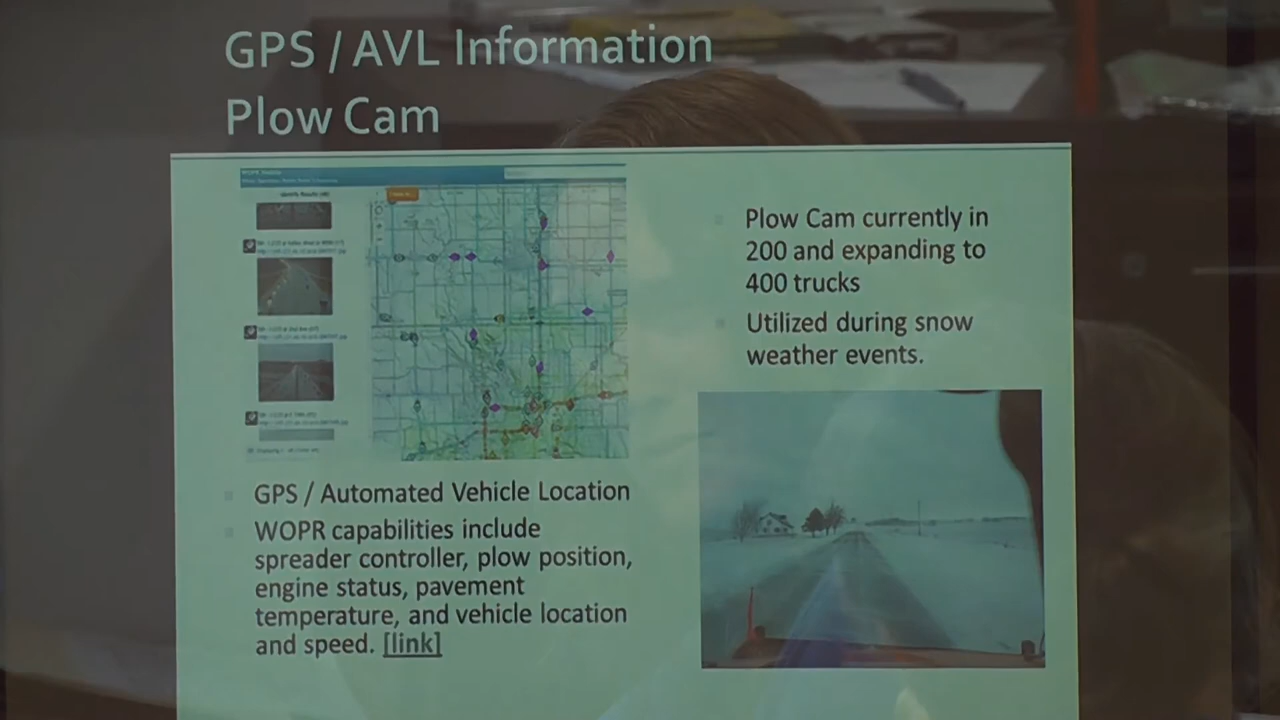 GPS / AVL Information
Plow Cam
Plow Cam currently in
200 and expanding to
400 trucks
Utilized during snow
weather events.
GPS / Automated Vehicle Location
WOPR capabilities include
spreader controller, plow position,
engine status, pavement
temperature, and vehicle location
and speed. [link]